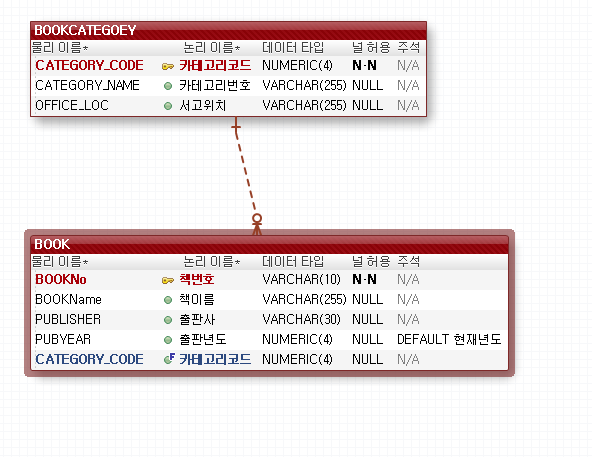 BOOKCATEGOEY
물리 이름* 논리 이름* 데이터 타입 널 허용 주석
CATEGORY_CODE 카테고리코드 NUMERIC(4) N·N N/A
CATEGORY_NAME 카테고리번호 VARCHAR(255) NULL N/A
OFFICE_LOC 서고위치 VARCHAR(255) NULL N/A
BOOK
물리 이름* 논리 이름* 데이터 타입 널 허용 주석
BOOKNo 책번호 VARCHAR(10) N·N N/A
BOOKName 책이름 VARCHAR(255) NULL N/A
PUBLISHER 출판사 VARCHAR(30) NULL N/A
PUBYEAR 출판년도 NUMERIC(4) NULL DEFAULT 현재년도
CATEGORY_CODE F 카테고리코드 NUMERIC(4) NULL N/A